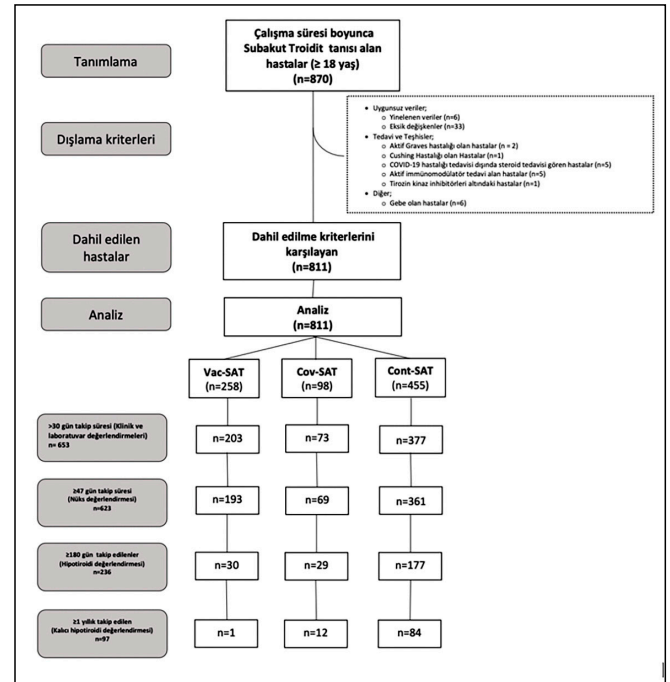 Tanımlama
Çalışma süresi boyunca
Subakut Troidit tanısı alan
hastalar (≥ 18 yaş)
(n=870)
Dışlama kriterleri
• Uygunsuz veriler;
o Yinelenen veriler (n=6)
o Eksik değişkenler (n=33)
• Tedavi ve Teşhisler;
o Aktif Graves hastalığı olan hastalar (n = 2)
o Cushing Hastalığı olan Hastalar (n=1)
o COVID-19 hastalığı tedavisi dışında steroid tedavisi gören hastalar (n=5)
o Aktif immünomodülatör tedavi alan hastalar (n=5)
o Tirozin kinaz inhibitörleri altındaki hastalar (n=1)
• Diğer;
o Gebe olan hastalar (n=6)
Dahil edilen
hastalar
Dahil edilme kriterlerini
karşılayan
(n=811)
Analiz
Analiz
(n=811)
Vac-SAT
(n=258)
Cov-SAT
(n=98)
Cont-SAT
(n=455)
>30 gün takip süresi (Klinik ve
laboratuvar değerlendirmeleri)
n= 653
n=203
n=73
n=377
≥47 gün takip süresi
(Nüks değerlendirmesi)
n=623
n=193
n=69
n=361
≥180 gün takip edilenler
(Hipotiroidi değerlendirmesi)
n=236
n=30
n=29
n=177
≥1 yıllık takip edilen
(Kalıcı hipotiroidi değerlendirmesi)
n=97
n=1
n=12
n=84